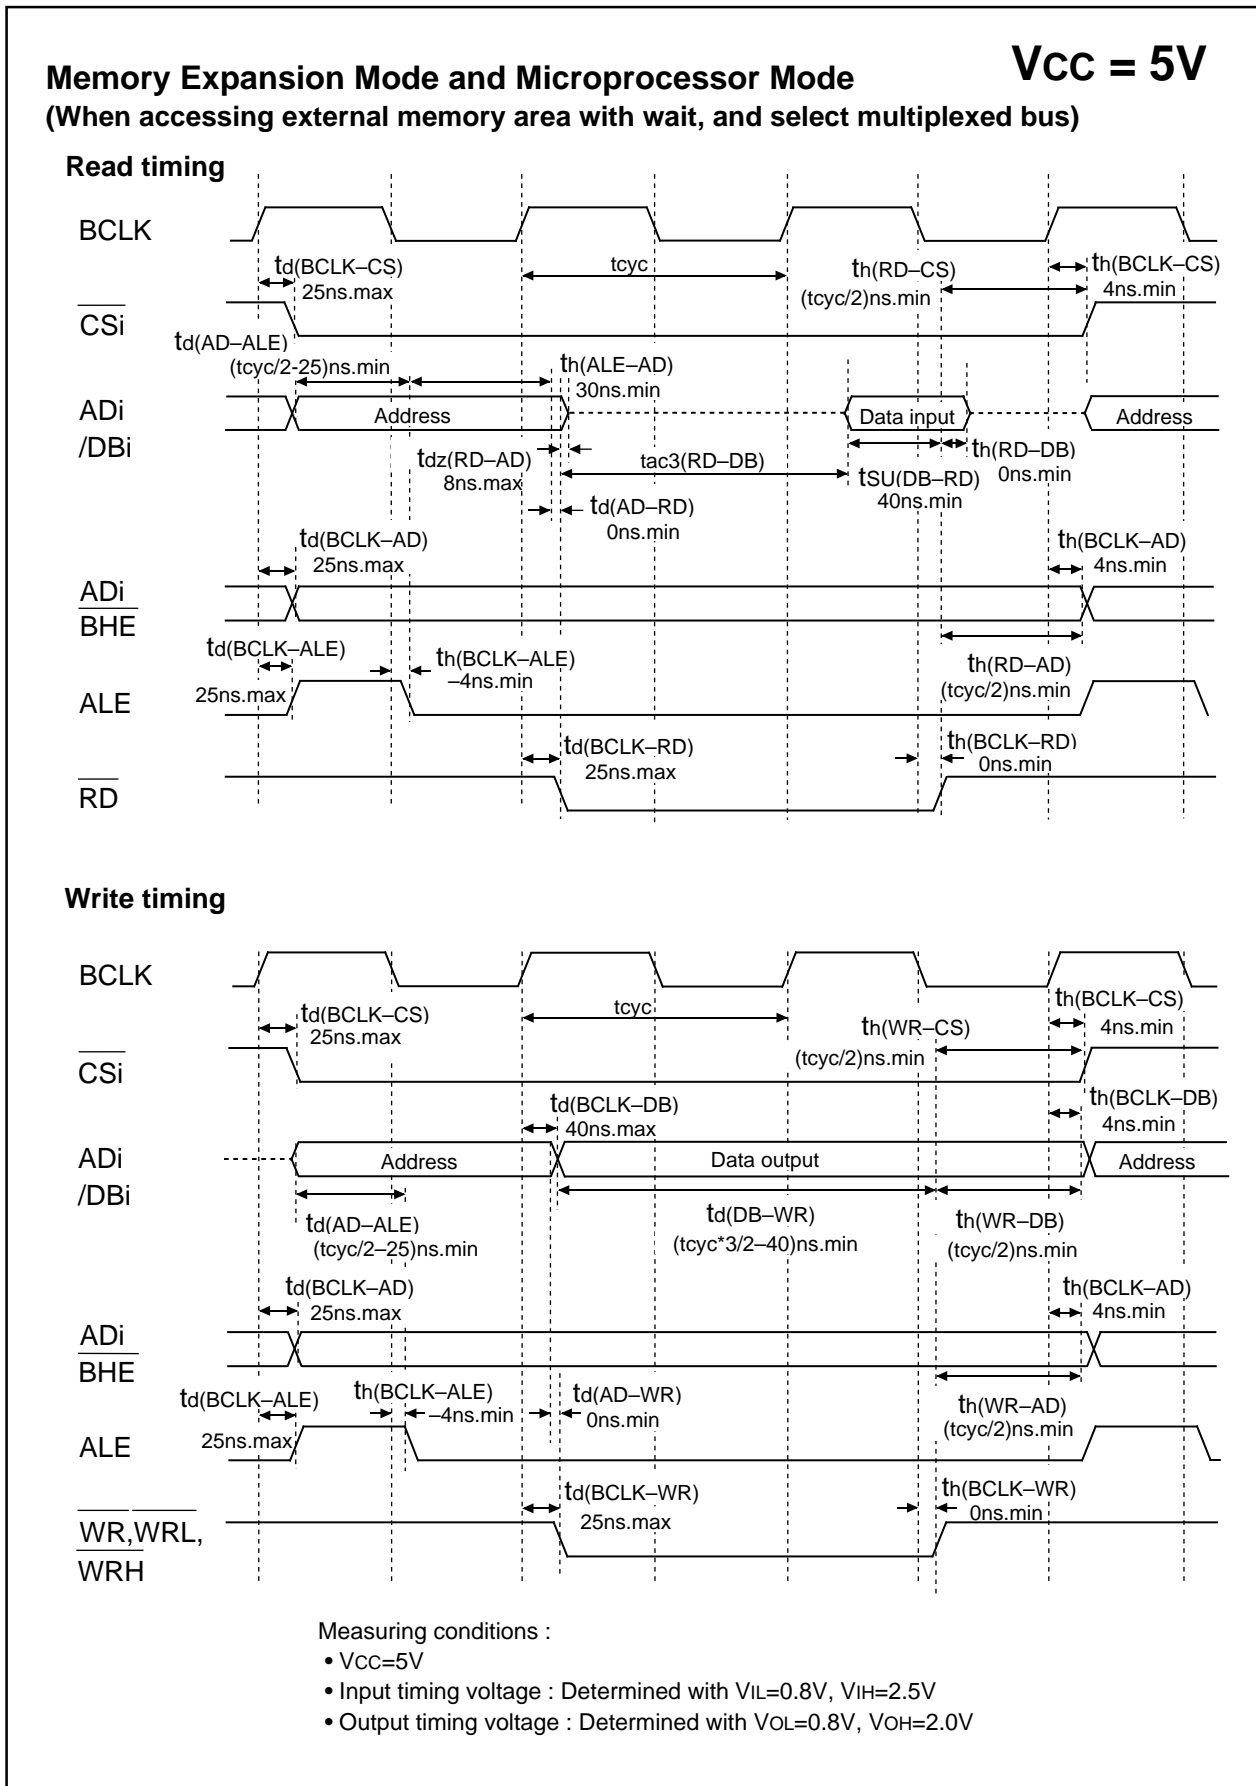 VCC = 5V
Memory Expansion Mode and Microprocessor Mode
(When accessing external memory area with wait, and select multiplexed bus)
Read timing
BCLK
td(BCLK–CS)
25ns.max
tcyc
th(RD–CS)
(tcyc/2)ns.min
th(BCLK–CS)
4ns.min
CSi
td(AD–ALE)
(tcyc/2-25)ns.min
th(ALE–AD)
30ns.min
ADi
/DBi
Address
Data input
Address
tdz(RD–AD)
8ns.max
tac3(RD–DB)
tSU(DB–RD)
40ns.min
th(RD–DB)
0ns.min
td(AD–RD)
0ns.min
td(BCLK–AD)
25ns.max
th(BCLK–AD)
4ns.min
ADi
BHE
td(BCLK–ALE)
25ns.max
th(BCLK–ALE)
–4ns.min
th(RD–AD)
(tcyc/2)ns.min
ALE
td(BCLK–RD)
25ns.max
th(BCLK–RD)
0ns.min
RD
Write timing
BCLK
td(BCLK–CS)
25ns.max
tcyc
th(WR–CS)
(tcyc/2)ns.min
th(BCLK–CS)
4ns.min
CSi
td(BCLK–DB)
40ns.max
th(BCLK–DB)
4ns.min
ADi
/DBi
Address
Data output
Address
td(AD–ALE)
(tcyc/2–25)ns.min
td(DB–WR)
(tcyc*3/2–40)ns.min
th(WR–DB)
(tcyc/2)ns.min
td(BCLK–AD)
25ns.max
th(BCLK–AD)
4ns.min
ADi
BHE
td(BCLK–ALE)
25ns.max
th(BCLK–ALE)
–4ns.min
td(AD–WR)
0ns.min
th(WR–AD)
(tcyc/2)ns.min
ALE
td(BCLK–WR)
25ns.max
th(BCLK–WR)
0ns.min
WR,WRL,
WRH
Measuring conditions :
• VCC=5V
• Input timing voltage : Determined with VIL=0.8V, VIH=2.5V
• Output timing voltage : Determined with VOL=0.8V, VOH=2.0V